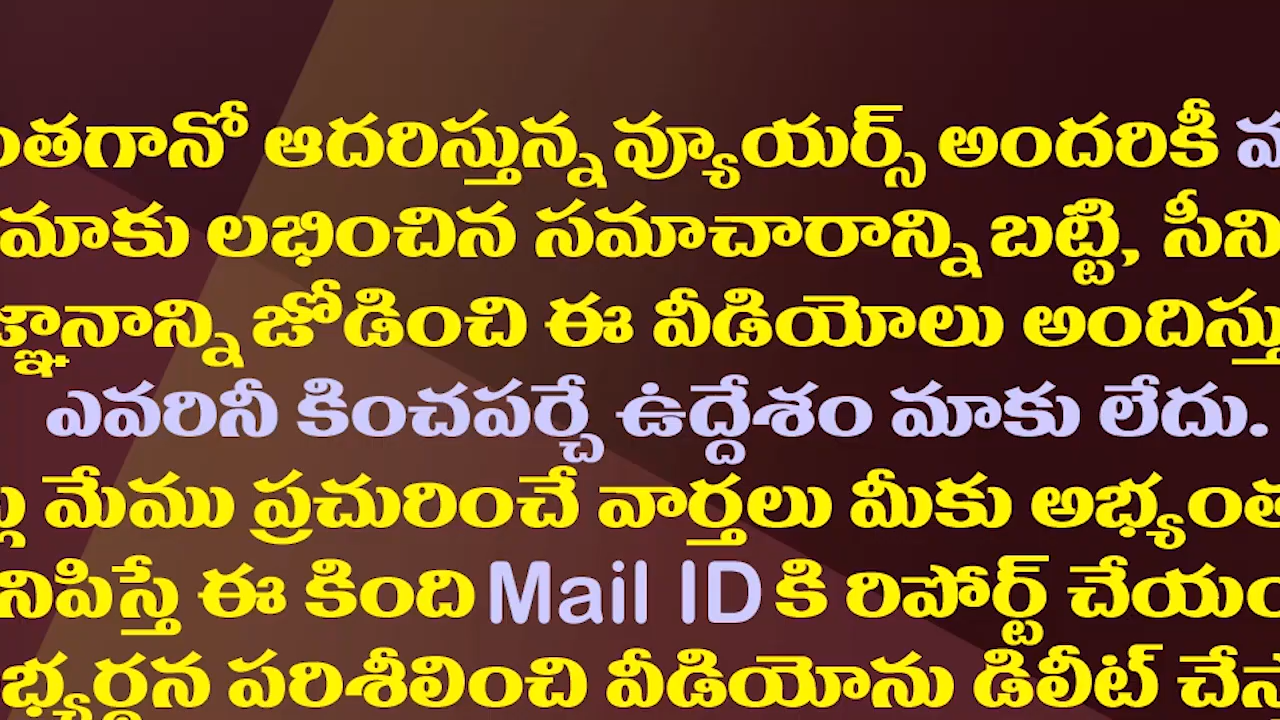 ంతగానో ఆదరిస్తున్న వ్యూయర్స్ అందరికీ
మాకు లభించిన సమాచారాన్ని బట్టి, సీని
జ్ఞానాన్ని జోడించి ఈ వీడియోలు అందిస్తు
ఎవరినీ కించపర్చే ఉద్దేశం మాకు లేదు.
మేము ప్రచురించే వార్తలు మీకు అభ్యంత
నిపిస్తే ఈ కింది Mail ID కి రిపోర్ట్ చేయం
భ్యర్థన పరిశీలించి వీడియోను డిలీట్ చేస